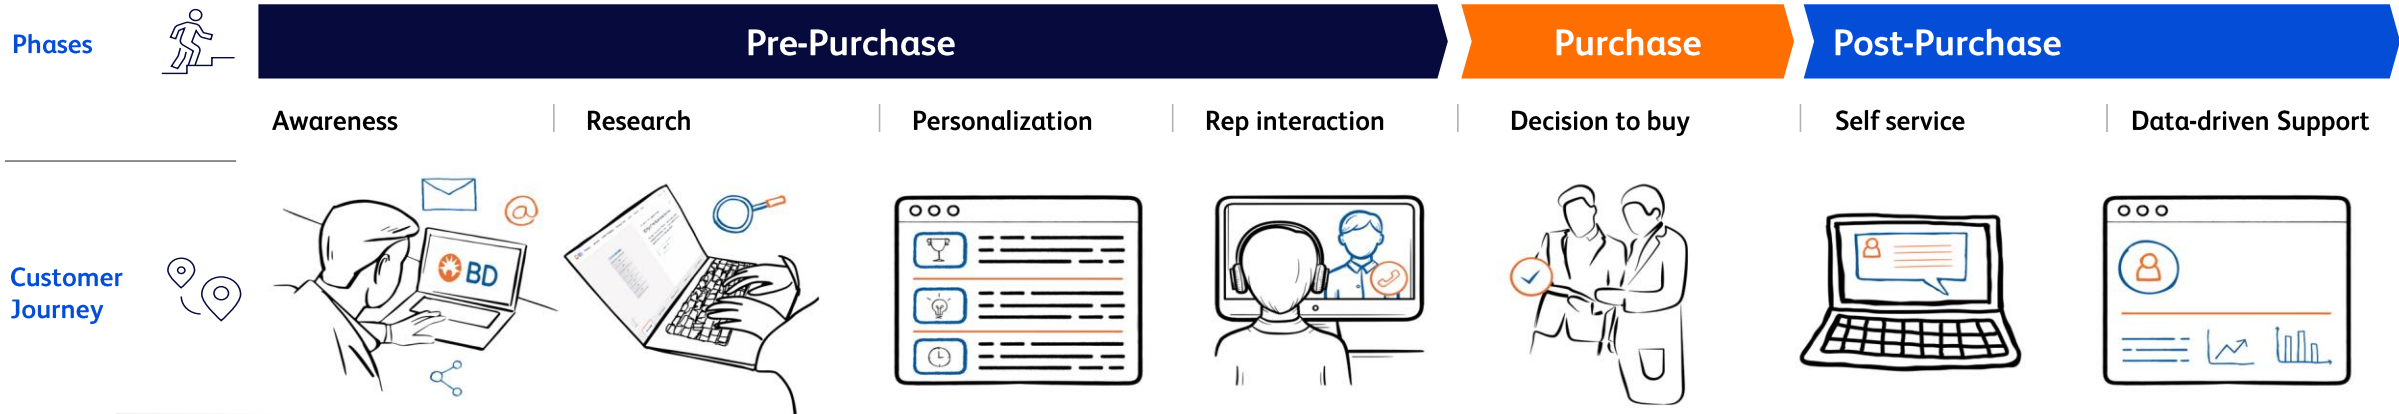 Phases
Pre-Purchase
Purchase
Post-Purchase
Awareness
Research
Personalization
Rep interaction
Decision to buy
Self service
Data-driven Support
Customer
Journey
@
BD